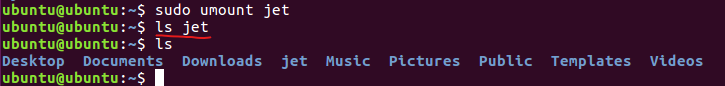 ubuntu@ubuntu:~$ sudo umount jet
ubuntu@ubuntu:~$ ls jet
ubuntu@ubuntu:~$ ls
Desktop  Documents  Downloads  jet  Music  Pictures  Public  Templates  Videos
ubuntu@ubuntu:~$